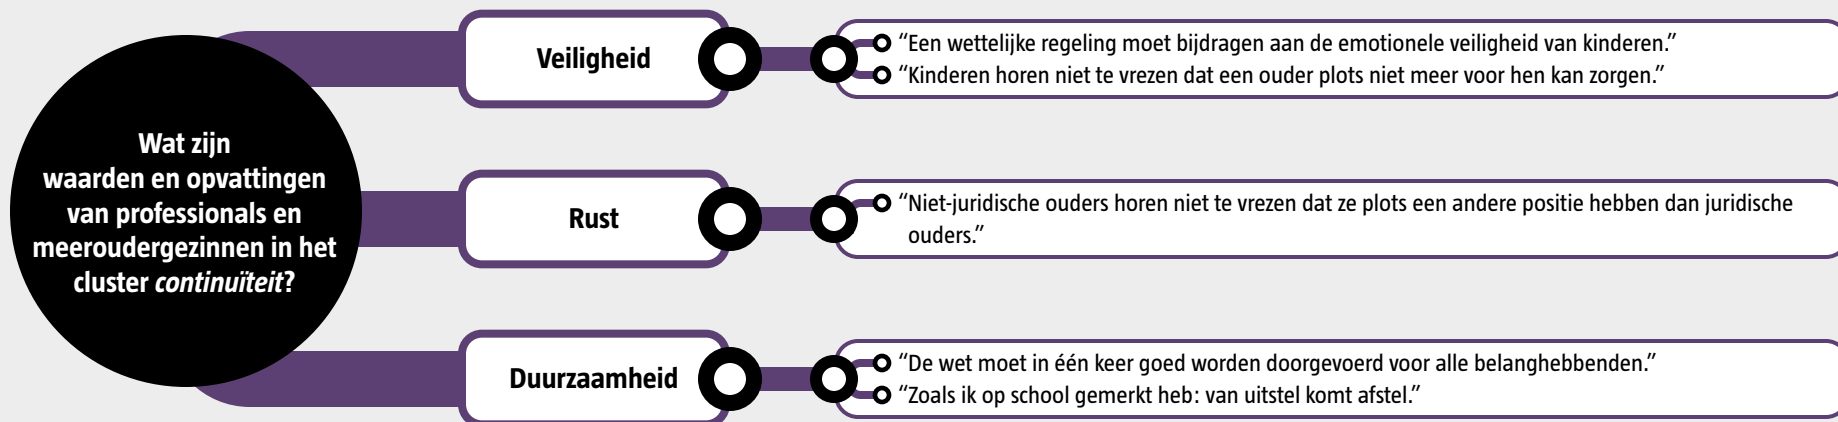 Wat zijn
waarden en opvattingen
van professionals en
meeroudergezinnen in het
cluster continuïteit?
Veiligheid
“Een wettelijke regeling moet bijdragen aan de emotionele veiligheid van kinderen.”
“Kinderen horen niet te vrezen dat een ouder plots niet meer voor hen kan zorgen.”
Rust
“Niet-juridische ouders horen niet te vrezen dat ze plots een andere positie hebben dan juridische
ouders.”
Duurzaamheid
“De wet moet in één keer goed worden doorgevoerd voor alle belanghebbenden.”
“Zoals ik op school gemerkt heb: van uitstel komt afstel.”